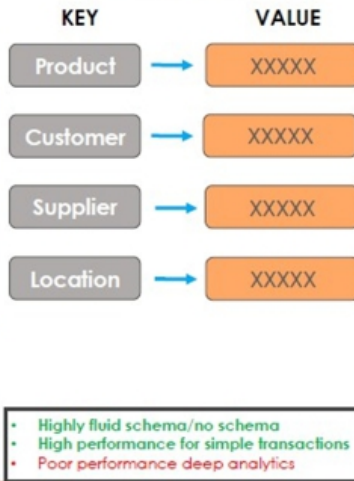 KEY VALUE
Product XXXXX
Customer XXXXX
Supplier XXXXX
Location XXXXX
• Highly fluid schema/no schema
• High performance for simple transactions
• Poor performance deep analytics